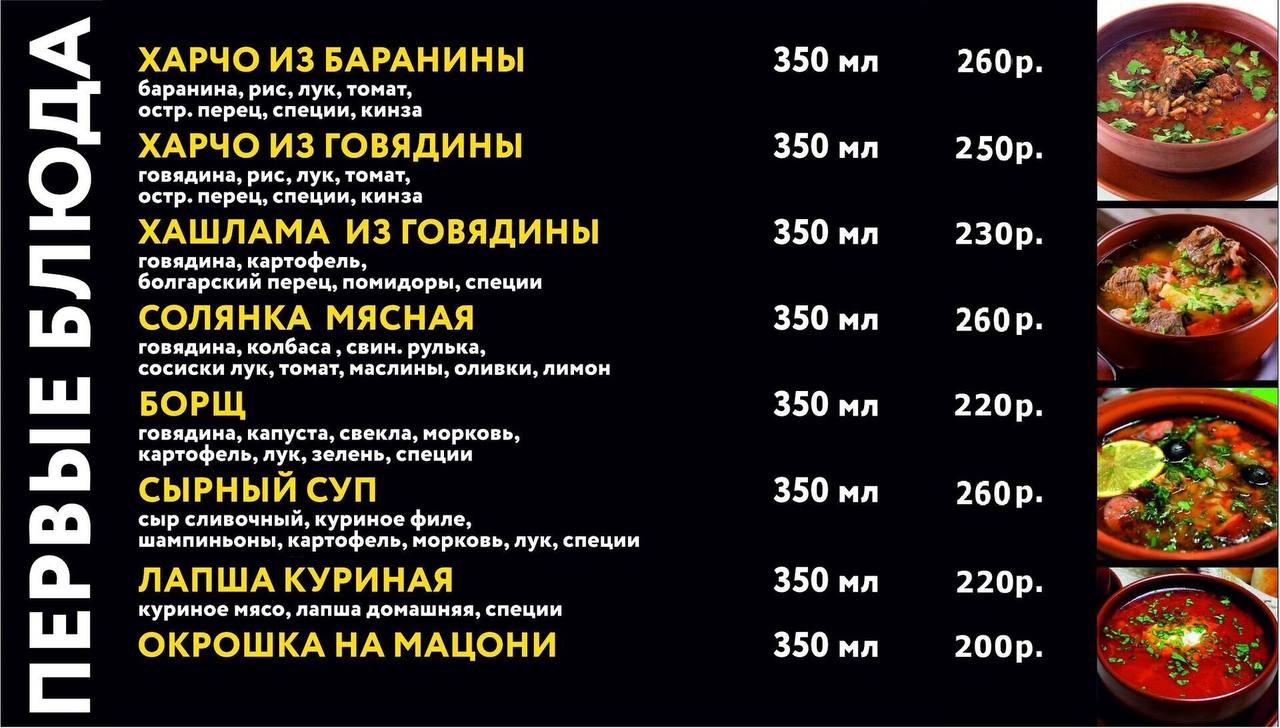 ПЕРВЫЕ БЛЮДА
ХАРЧО ИЗ БАРАНИНЫ 350 мл 260р.
баранина, рис, лук, томат,
остр. перец, специи, кинза
ХАРЧО ИЗ ГОВЯДИНЫ 350 мл 250р.
говядина, рис, лук, томат,
остр. перец, специи, кинза
ХАШЛАМА ИЗ ГОВЯДИНЫ 350 мл 230р.
говядина, картофель,
болгарский перец, помидоры, специи
СОЛЯНКА МЯСНАЯ 350 мл 260р.
говядина, колбаса , свин. рулька,
сосиски лук, томат, маслины, оливки, лимон
БОРЩ 350 мл 220р.
говядина, капуста, свекла, морковь,
картофель, лук, зелень, специи
СЫРНЫЙ СУП 350 мл 260р.
сыр сливочный, куриное филе,
шампиньоны, картофель, морковь, лук, специи
ЛАПША КУРИНАЯ 350 мл 220р.
куриное мясо, лапша домашняя, специи
ОКРОШКА НА МАЦОНИ 350 мл 200р.